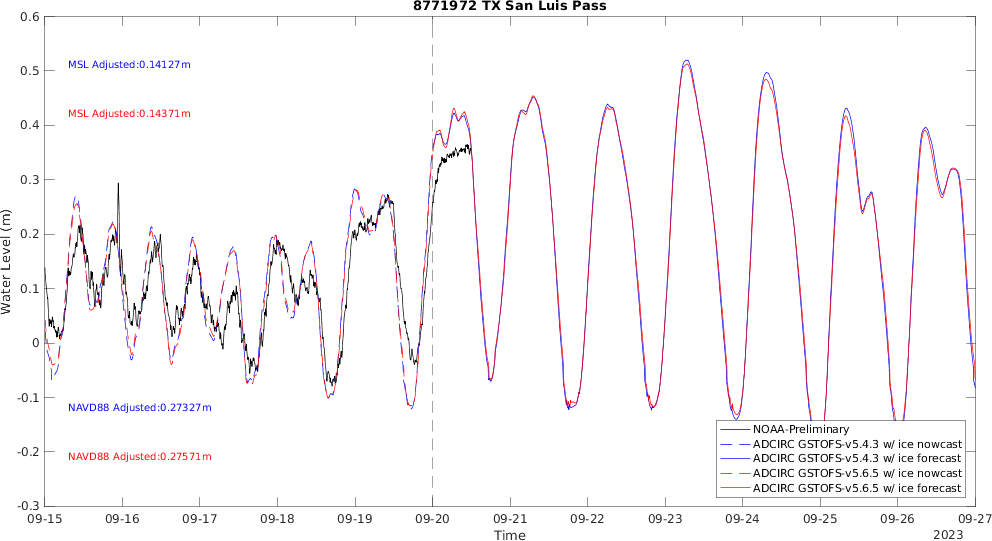 8771972 TX San Luis Pass
0.6
0.5
0.4
0.3
0.2
0.1
0
-0.1
-0.2
-0.3
Water Level (m)
MSL Adjusted:0.14127m
MSL Adjusted:0.14371m
NAVD88 Adjusted:0.27327m
NAVD88 Adjusted:0.27571m
NOAA-Preliminary
ADCIRC GSTOFS-v5.4.3 w/ ice nowcast
ADCIRC GSTOFS-v5.4.3 w/ ice forecast
ADCIRC GSTOFS-v5.6.5 w/ ice nowcast
ADCIRC GSTOFS-v5.6.5 w/ ice forecast
09-15 09-16 09-17 09-18 09-19 09-20 09-21 09-22 09-23 09-24 09-25 09-26 09-27
Time
2023